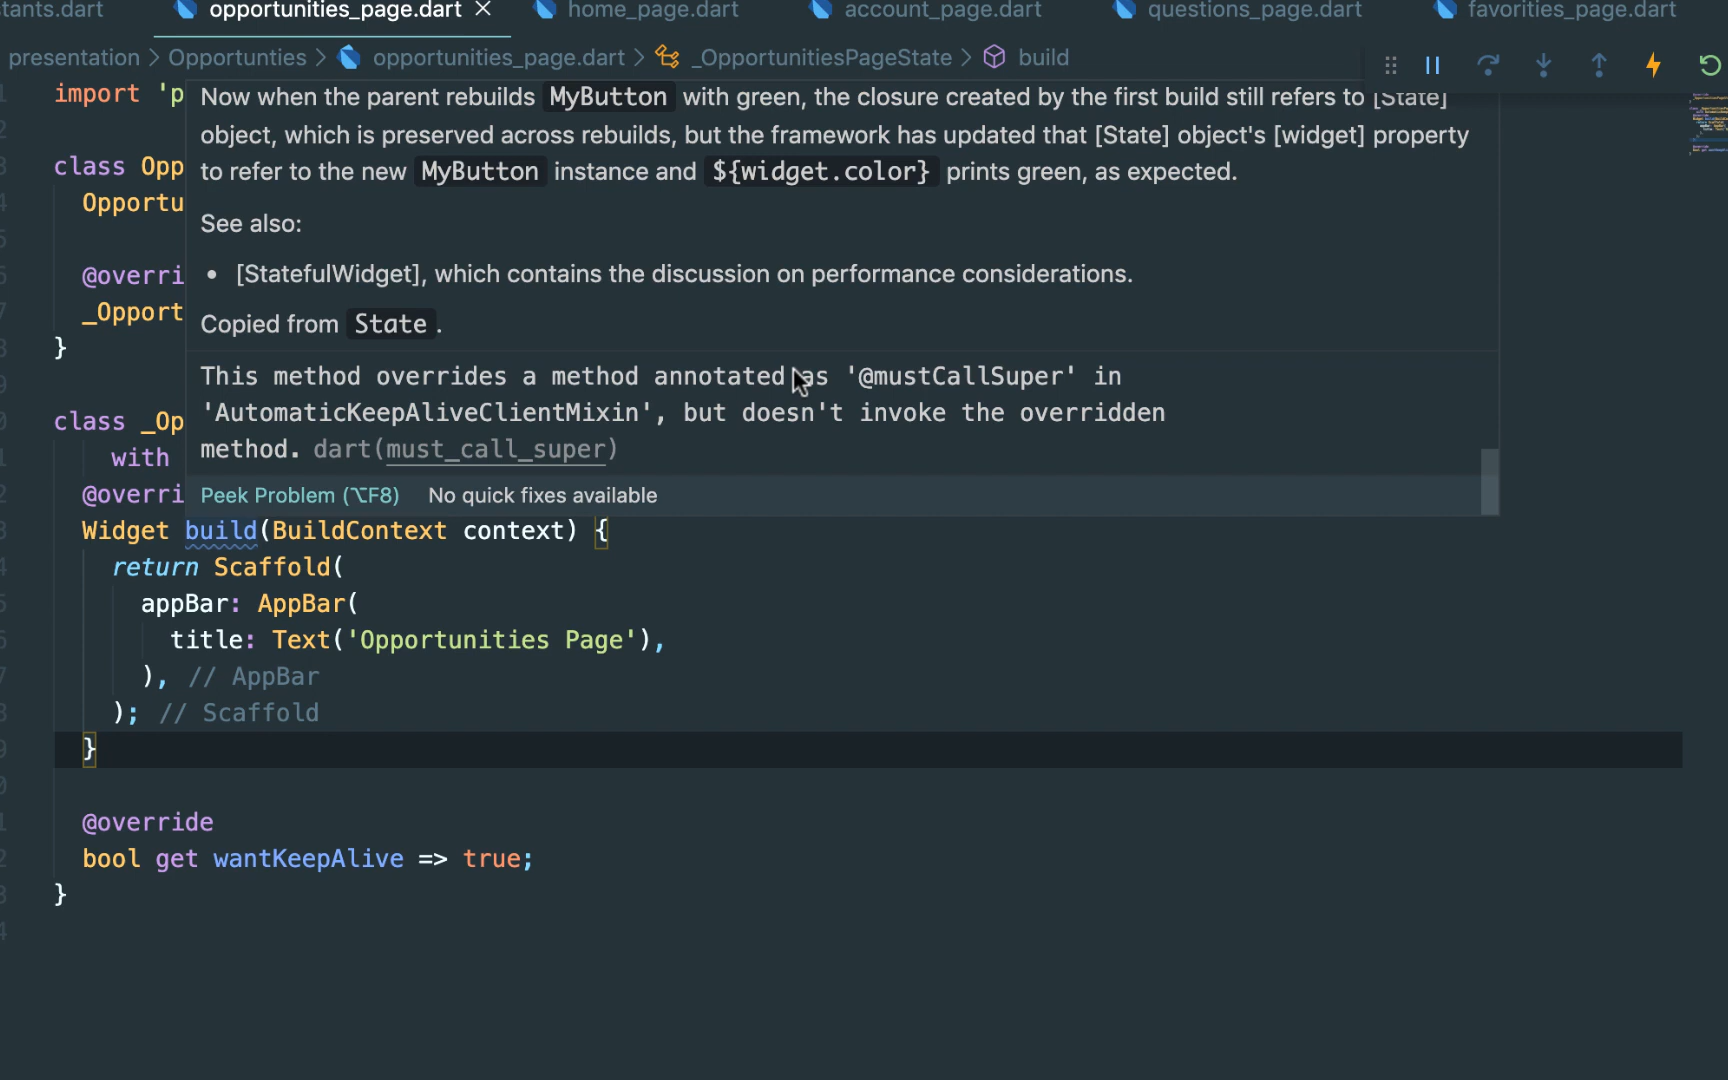 tants.dart opportunities_page.dart × home_page.dart account_page.dart questions_page.dart favorities_page.dart
presentation > Opportunties > opportunities_page.dart > _OpportunitiesPageState > build
import 'p
Now when the parent rebuilds MyButton with green, the closure created by the first build still refers to [State]
object, which is preserved across rebuilds, but the framework has updated that [State] object's [widget] property
class Opp
to refer to the new MyButton instance and ${widget.color} prints green, as expected.
Opportu
See also:
@overri
• [StatefulWidget], which contains the discussion on performance considerations.
_Opport
Copied from State.
}
This method overrides a method annotated as '@mustCallSuper' in
'AutomaticKeepAliveClientMixin', but doesn't invoke the overridden
class _Op
method. dart(must_call_super)
with
@overri
Peek Problem (⌥F8) No quick fixes available
Widget build(BuildContext context) {
return Scaffold(
appBar: AppBar(
title: Text('Opportunities Page'),
), // AppBar
); // Scaffold
}
@override
bool get wantKeepAlive => true;
}